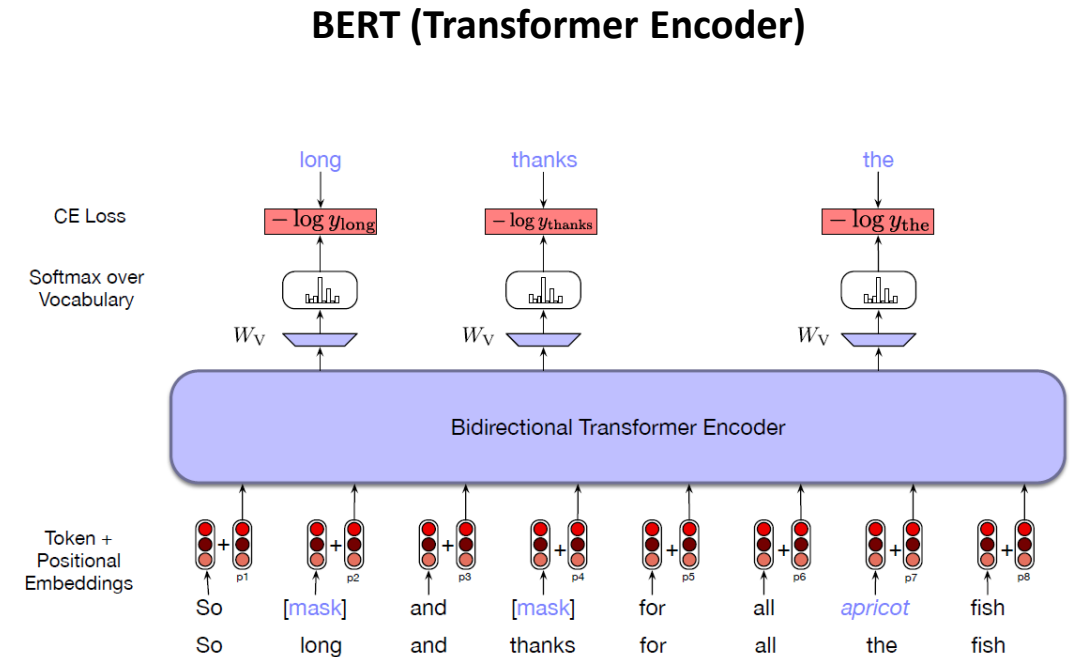 BERT (Transformer Encoder)
long thanks the
CE Loss
− log y_long − log y_thanks − log y_the
Softmax over
Vocabulary
W_V W_V W_V
Bidirectional Transformer Encoder
Token +
Positional
Embeddings
+ + + + + + + +
p1 p2 p3 p4 p5 p6 p7 p8
So [mask] and [mask] for all apricot fish
So long and thanks for all the fish